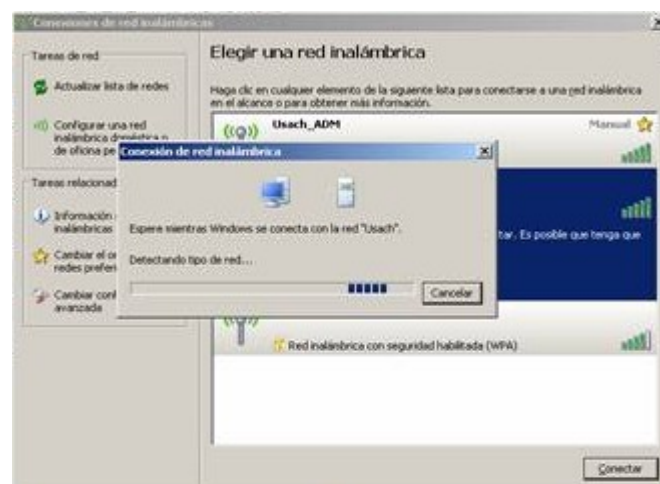 Conexiones de red inalámbricas
Tareas de red
Actualizar lista de redes
Configurar una red
inalámbrica doméstica o
de oficina pe
Tareas relacionad
Información
inalámbricas
Cambiar el or
redes preferi
Cambiar conf
avanzada
Elegir una red inalámbrica
Haga clic en cualquier elemento de la siguiente lista para conectarse a una red inalámbrica
en el alcance o para obtener más información.
Usach_ADM
Manual
tar. Es posible que tenga que
Red inalámbrica con seguridad habilitada (WPA)
Conectar
Conexión de red inalámbrica
Espere mientras Windows se conecta con la red "Usach".
Detectando tipo de red...
Cancelar